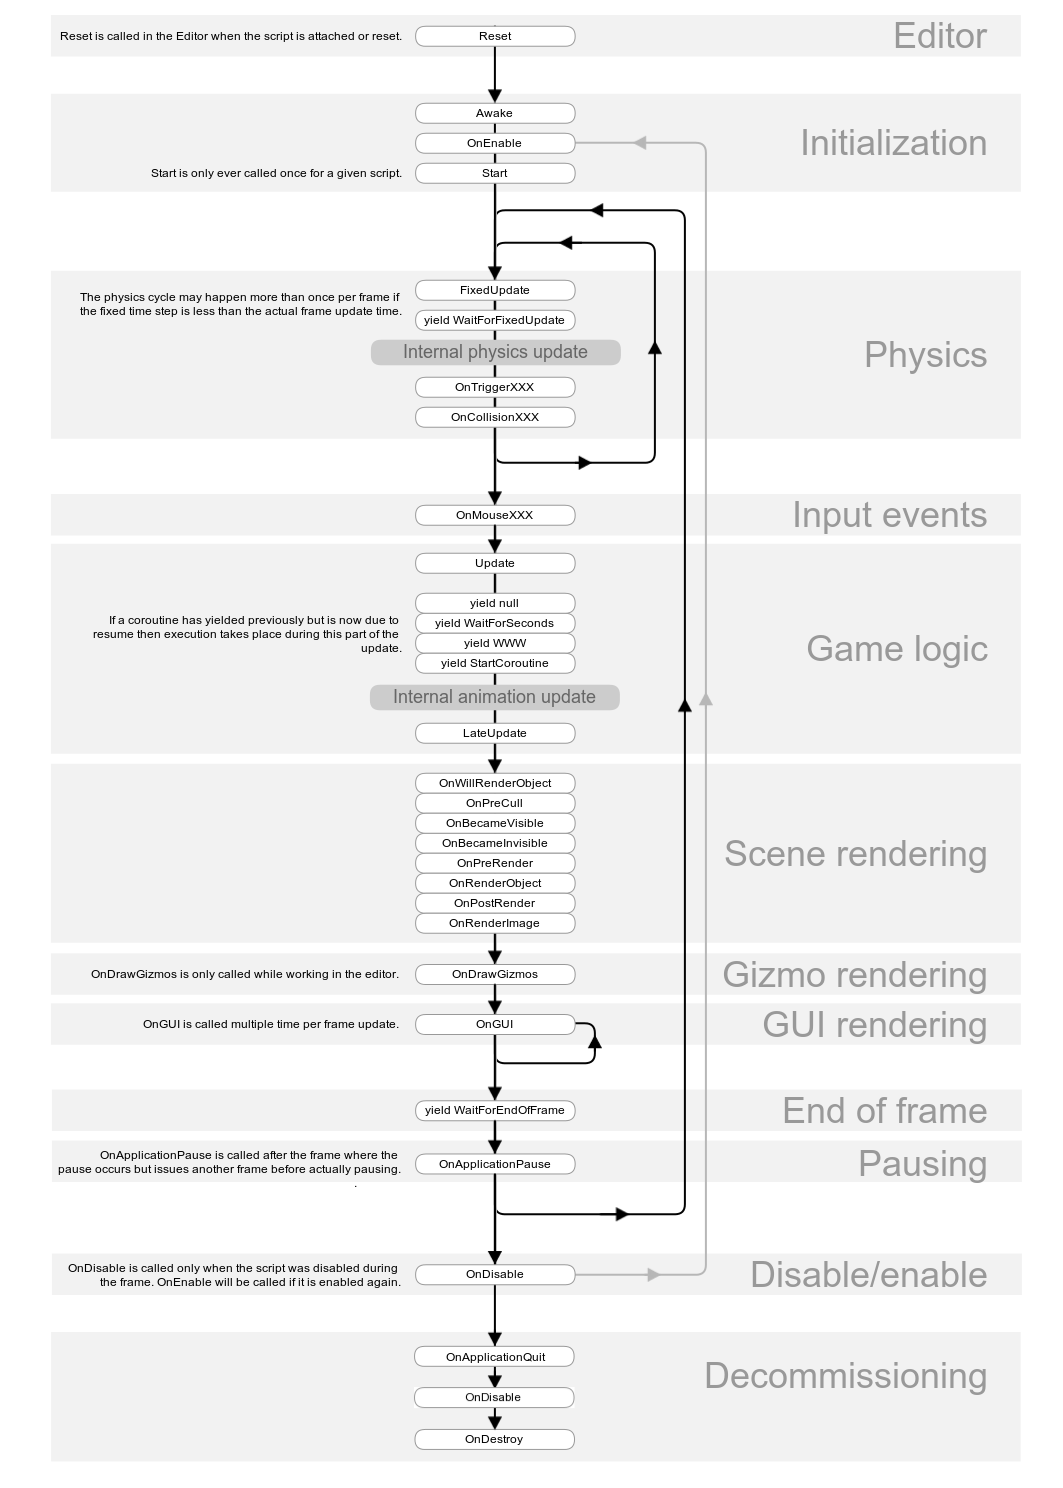 Reset is called in the Editor when the script is attached or reset.
Reset
Editor
Awake
OnEnable
Initialization
Start is only ever called once for a given script.
Start
FixedUpdate
The physics cycle may happen more than once per frame if
the fixed time step is less than the actual frame update time.
yield WaitForFixedUpdate
Internal physics update
Physics
OnTriggerXXX
OnCollisionXXX
OnMouseXXX
Input events
Update
yield null
If a coroutine has yielded previously but is now due to
resume then execution takes place during this part of the
update.
yield WaitForSeconds
yield WWW
yield StartCoroutine
Game logic
Internal animation update
LateUpdate
OnWillRenderObject
OnPreCull
OnBecameVisible
OnBecameInvisible
OnPreRender
OnRenderObject
OnPostRender
OnRenderImage
Scene rendering
OnDrawGizmos is only called while working in the editor.
OnDrawGizmos
Gizmo rendering
OnGUI is called multiple time per frame update.
OnGUI
GUI rendering
yield WaitForEndOfFrame
End of frame
OnApplicationPause is called after the frame where the
pause occurs but issues another frame before actually pausing.
.
OnApplicationPause
Pausing
OnDisable is called only when the script was disabled during
the frame. OnEnable will be called if it is enabled again.
OnDisable
Disable/enable
OnApplicationQuit
Decommissioning
OnDisable
OnDestroy